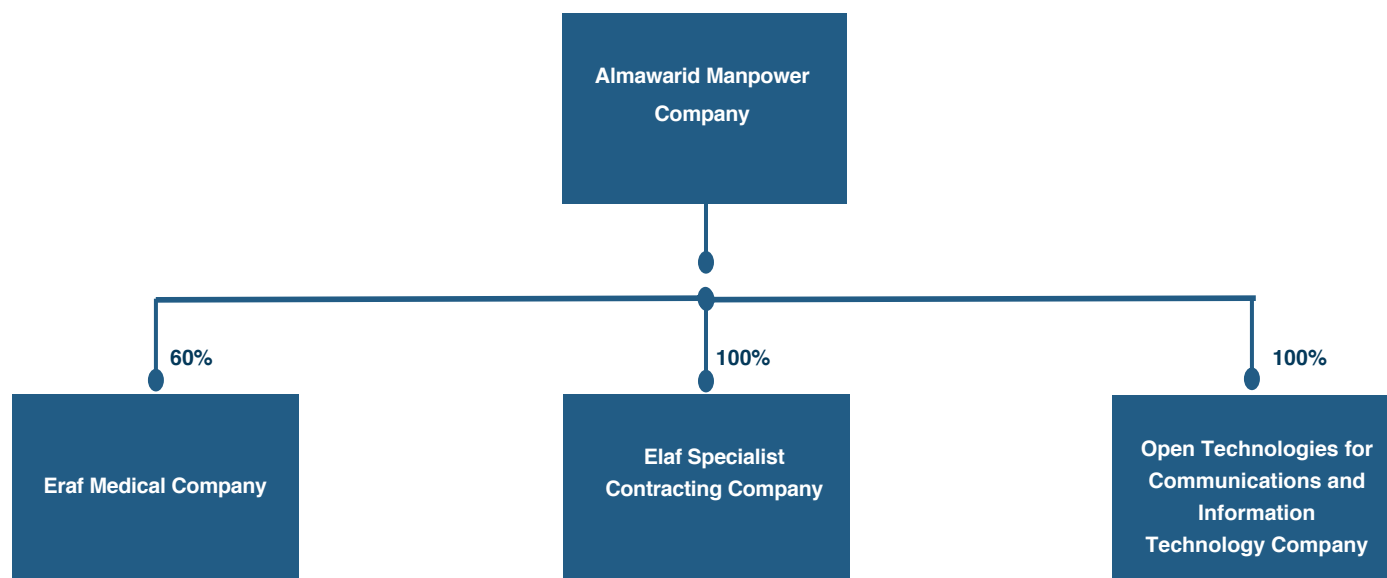 Almawarid Manpower
Company
60%
100%
100%
Eraf Medical Company
Elaf Specialist
Contracting Company
Open Technologies for
Communications and
Information
Technology Company